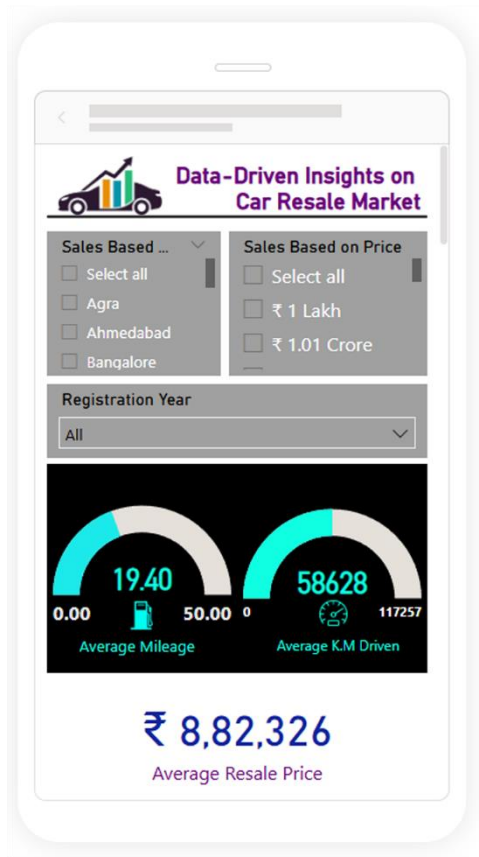 Data-Driven Insights on
Car Resale Market
Sales Based ...
Select all
Agra
Ahmedabad
Bangalore
Sales Based on Price
Select all
₹ 1 Lakh
₹ 1.01 Crore
Registration Year
All
19.40
0.00
50.00
Average Mileage
58628
0
117257
Average K.M Driven
₹ 8,82,326
Average Resale Price